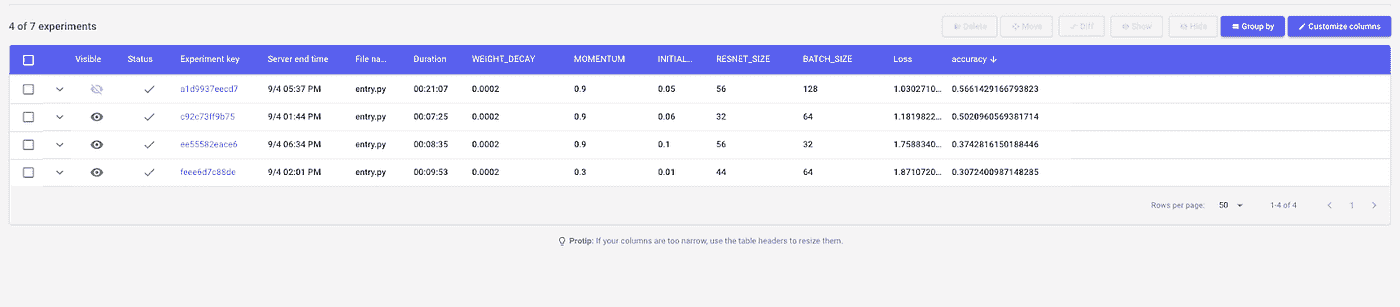 4 of 7 experiments Delete Move Diff Show Hide Group by Customize columns
Visible Status Experiment key Server end time File na... Duration WEIGHT_DECAY MOMENTUM INITIAL... RESNET_SIZE BATCH_SIZE Loss accuracy
a1d9937eecd7 9/4 05:37 PM entry.py 00:21:07 0.0002 0.9 0.05 56 128 1.0302710... 0.5661429166793823
c92c73ff9b75 9/4 01:44 PM entry.py 00:07:25 0.0002 0.9 0.06 32 64 1.1819822... 0.5020960569381714
ee55582eace6 9/4 06:34 PM entry.py 00:08:35 0.0002 0.9 0.1 56 32 1.7588340... 0.3742816150188446
feee6d7c88de 9/4 02:01 PM entry.py 00:09:53 0.0002 0.3 0.01 44 64 1.8710720... 0.3072400987148285
Rows per page: 50 1-4 of 4 1
Protip: If your columns are too narrow, use the table headers to resize them.